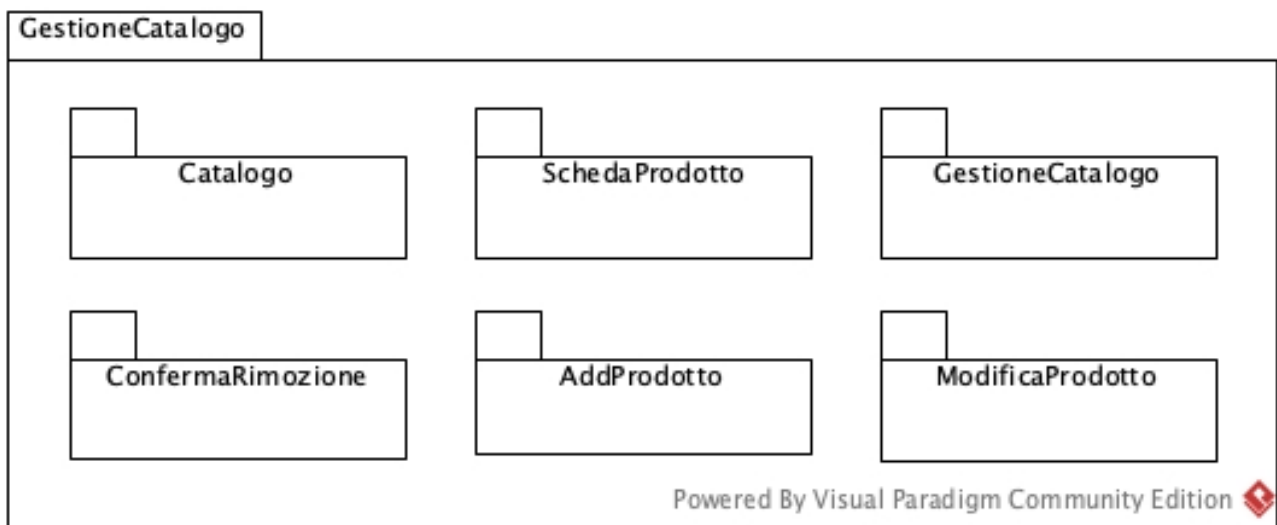 GestioneCatalogo
Catalogo
SchedaProdotto
GestioneCatalogo
ConfermaRimozione
AddProdotto
ModificaProdotto
Powered By Visual Paradigm Community Edition